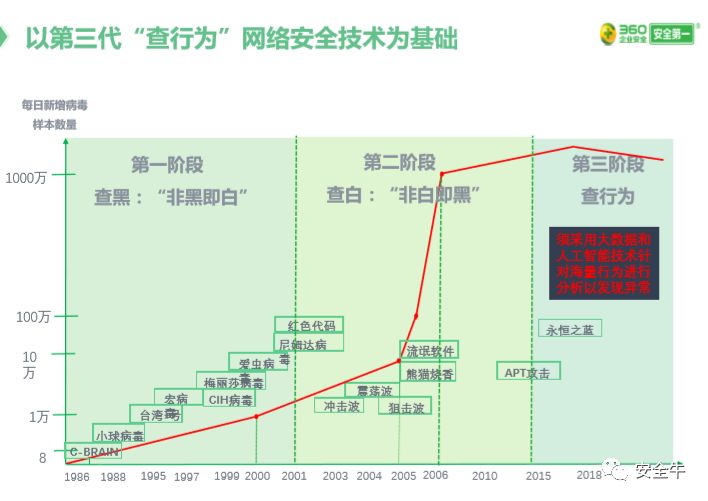 以第三代“查行为”网络安全技术为基础
360
企业安全
安全第一
每日新增病毒
样本数量
第一阶段
查黑：“非黑即白”
第二阶段
查白：“非白即黑”
第三阶段
查行为
须采用大数据和
人工智能技术针
对海量行为进行
分析以发现异常
1000万
100万
10
万
1万
8
红色代码
尼姆达病
毒
爱虫病
毒
梅丽莎病毒
宏病
毒
CIH病毒
台湾号
小球病毒
C-BRAIN
流氓软件
熊猫烧香
震荡波
冲击波
狙击波
APT攻击
永恒之蓝
1986
1988
1995
1997
1999
2000
2001
2003
2004
2005
2006
2010
2015
2018
安全牛